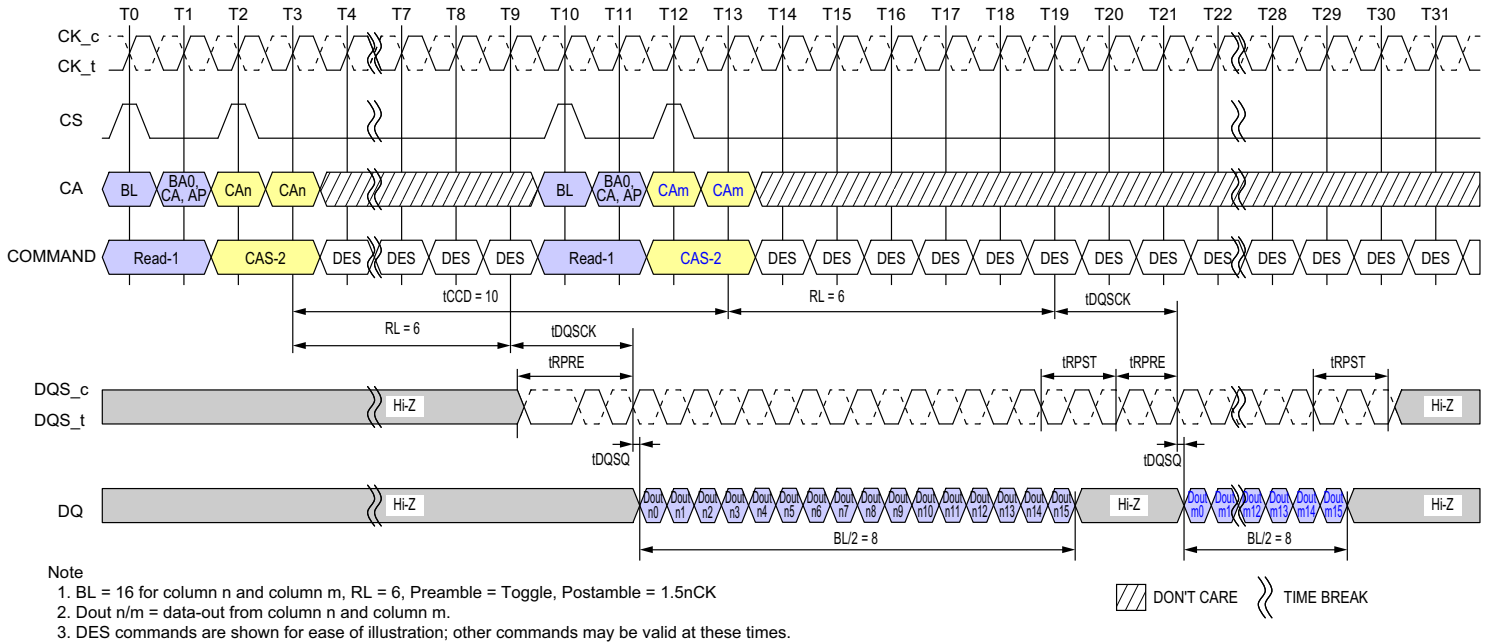 T0 T1 T2 T3 T4 T7 T8 T9 T10 T11 T12 T13 T14 T15 T16 T17 T18 T19 T20 T21 T22 T28 T29 T30 T31
CK_c
CK_t
CS
CA BL BA0, CA, AP CAn CAn BL BA0, CA, AP CAm CAm
COMMAND Read-1 CAS-2 DES DES DES DES Read-1 CAS-2 DES DES DES DES DES DES DES DES DES DES DES DES DES
tCCD = 10 RL = 6 tDQSCK
RL = 6 tDQSCK
tRPRE tRPST tRPRE tRPST
DQS_c
DQS_t
Hi-Z Hi-Z
tDQSQ tDQSQ
DQ Hi-Z Dout n0 Dout n1 Dout n2 Dout n3 Dout n4 Dout n5 Dout n6 Dout n7 Dout n8 Dout n9 Dout n10 Dout n11 Dout n12 Dout n13 Dout n14 Dout n15 Hi-Z Dout m0 Dout m1 Dout m12 Dout m13 Dout m14 Dout m15 Hi-Z
BL/2 = 8 BL/2 = 8
Note
1. BL = 16 for column n and column m, RL = 6, Preamble = Toggle, Postamble = 1.5nCK
2. Dout n/m = data-out from column n and column m.
3. DES commands are shown for ease of illustration; other commands may be valid at these times.
DON'T CARE TIME BREAK